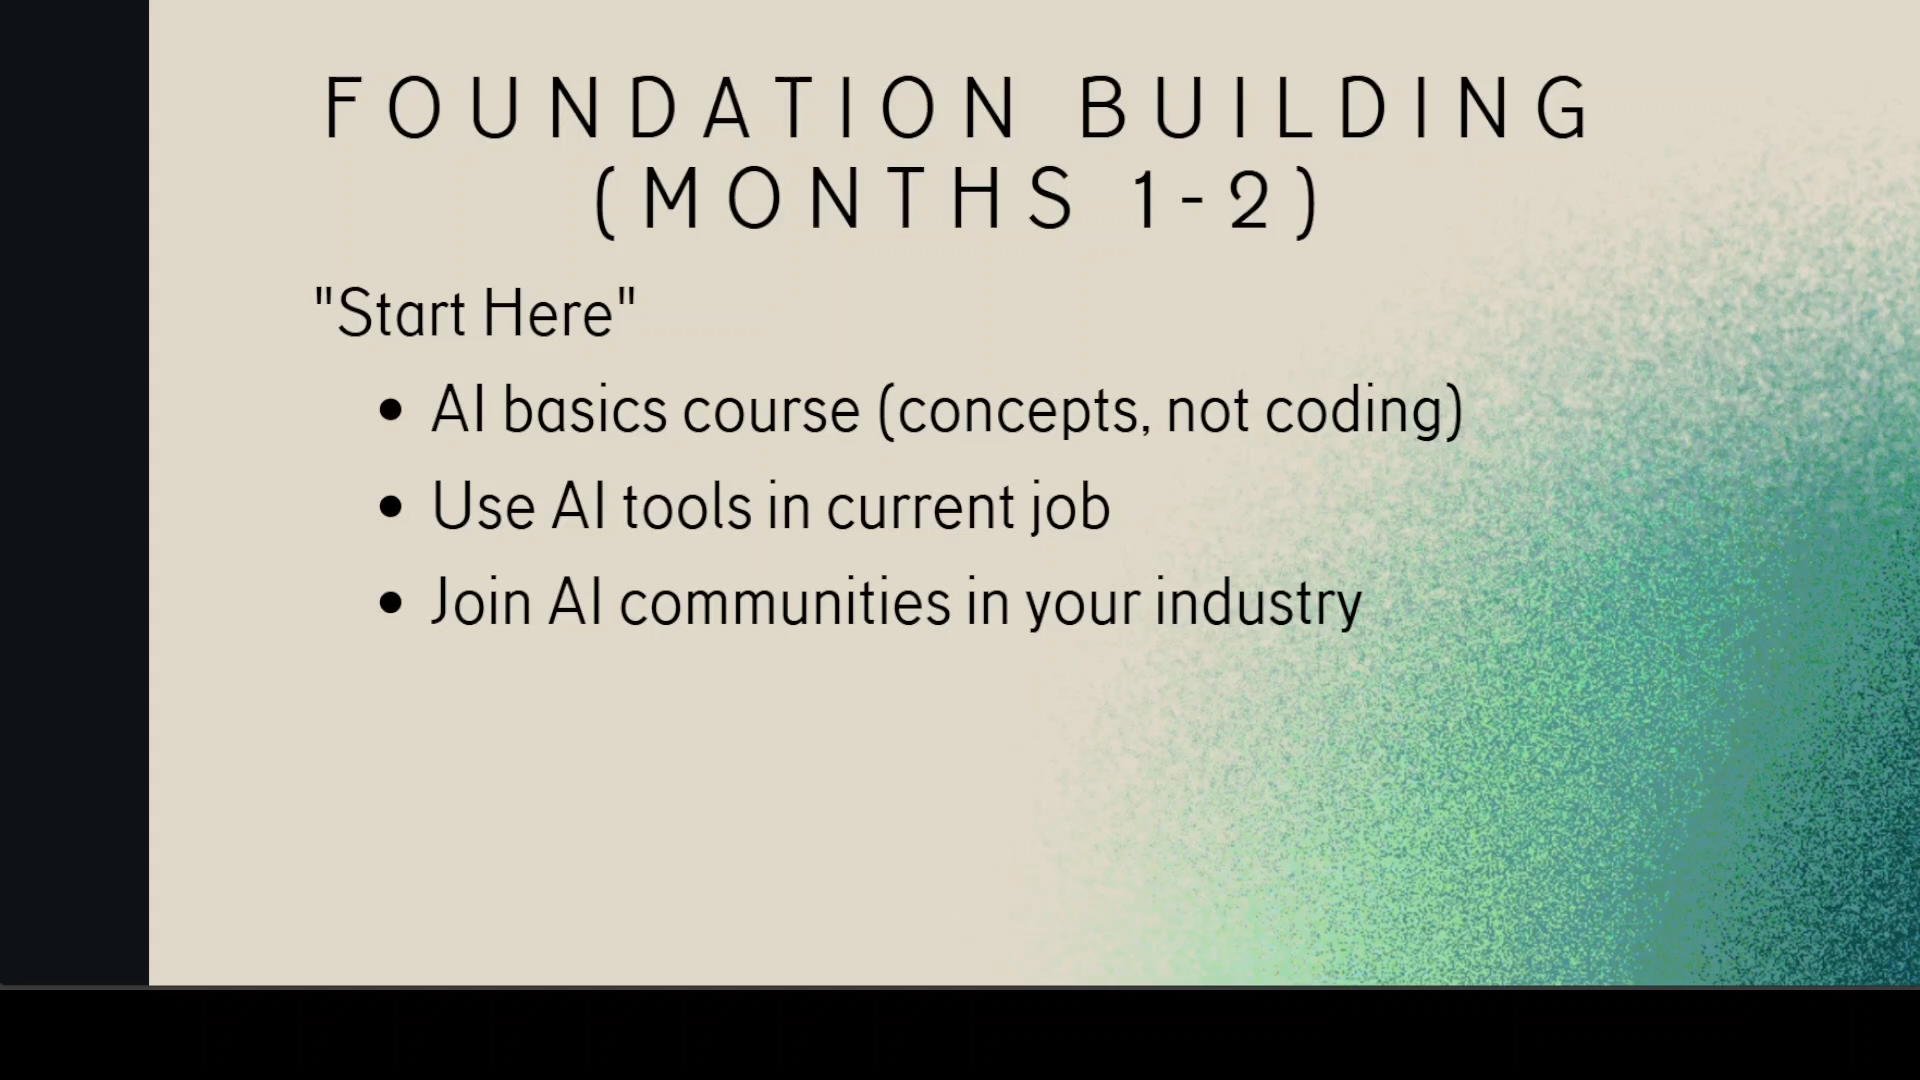 FOUNDATION BUILDING
(MONTHS 1-2)
"Start Here"
• AI basics course (concepts, not coding)
• Use AI tools in current job
• Join AI communities in your industry